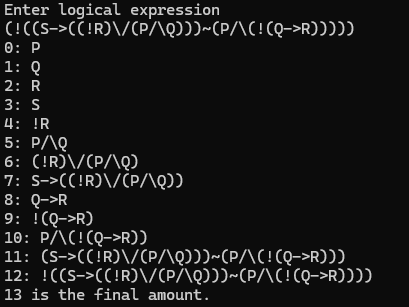 Enter logical expression
(!((S->((!R)\/(P/\Q)))~(P/\(!(Q->R)))))
0: P
1: Q
2: R
3: S
4: !R
5: P/\Q
6: (!R)\/(P/\Q)
7: S->((!R)\/(P/\Q))
8: Q->R
9: !(Q->R)
10: P/\(!(Q->R))
11: (S->((!R)\/(P/\Q)))~(P/\(!(Q->R)))
12: !((S->((!R)\/(P/\Q)))~(P/\(!(Q->R))))
13 is the final amount.